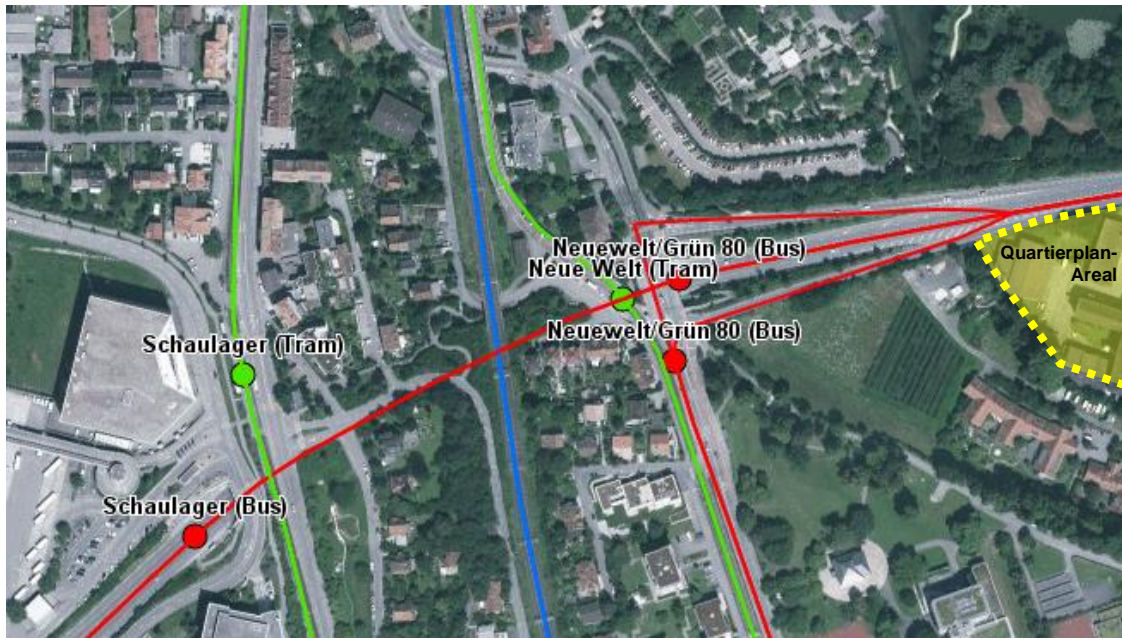 Neuewelt/Grün 80 (Bus)
Neue Welt (Tram)
Quartierplan-
Areal
Neuewelt/Grün 80 (Bus)
Schaulager (Tram)
Schaulager (Bus)